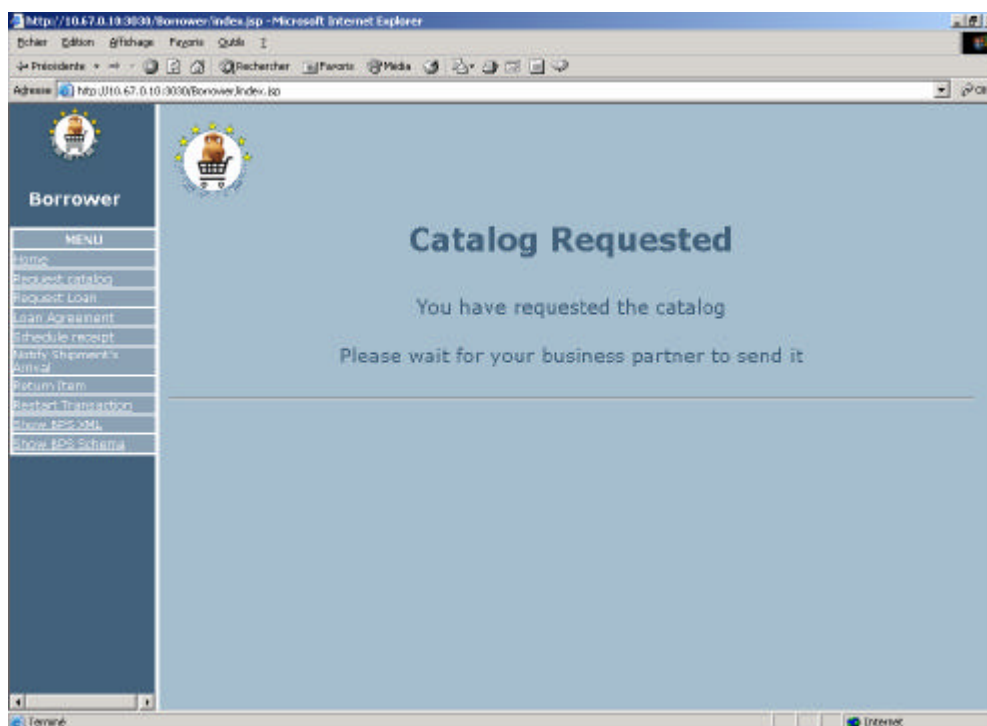 http://10.67.0.10:3030/Borrower/index.jsp - Microsoft Internet Explorer
Fichier Edition Affichage Favoris Outils ?
Précédente Rechercher Favoris Média
Adresse http://10.67.0.10:3030/Borrower/index.jsp
Borrower
MENU
Home
Request catalog
Request Loan
Loan Agreement
Schedule receipt
Notify Shipment's
Arrival
Return Item
Restart Transaction
Show BPS XML
Show BPS Schema
Catalog Requested
You have requested the catalog
Please wait for your business partner to send it
Terminé
Internet